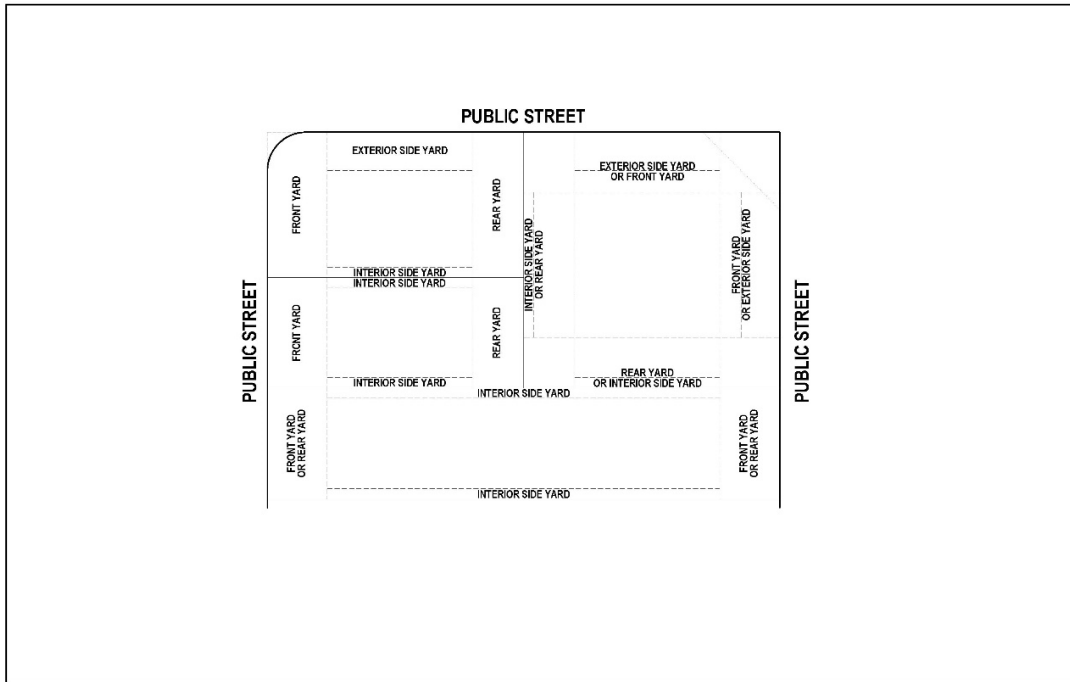 PUBLIC STREET
EXTERIOR SIDE YARD
EXTERIOR SIDE YARD
OR FRONT YARD
FRONT YARD
REAR YARD
INTERIOR SIDE YARD
OR REAR YARD
FRONT YARD
OR EXTERIOR SIDE YARD
INTERIOR SIDE YARD
INTERIOR SIDE YARD
PUBLIC STREET
FRONT YARD
REAR YARD
PUBLIC STREET
INTERIOR SIDE YARD
REAR YARD
OR INTERIOR SIDE YARD
INTERIOR SIDE YARD
FRONT YARD
OR REAR YARD
FRONT YARD
OR REAR YARD
INTERIOR SIDE YARD